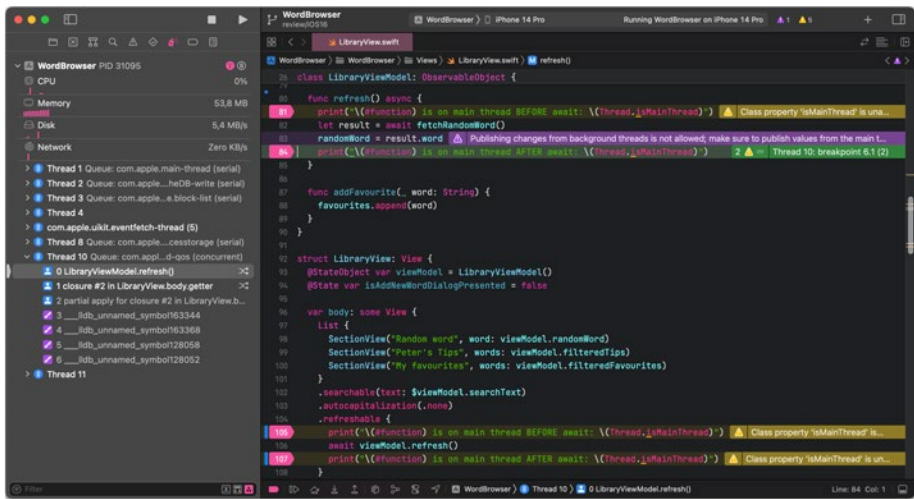 WordBrowser
review/iOS16
WordBrowser 〉 iPhone 14 Pro
Running WordBrowser on iPhone 14 Pro
LibraryView.swift
WordBrowser 〉 WordBrowser 〉 Views 〉 LibraryView.swift 〉 M refresh()
WordBrowser PID 31095
CPU 0%
Memory 53,8 MB
Disk 5,4 MB/s
Network Zero KB/s
Thread 1 Queue: com.apple.main-thread (serial)
Thread 2 Queue: com.apple....heDB-write (serial)
Thread 3 Queue: com.apple...e.block-list (serial)
Thread 4
com.apple.uikit.eventfetch-thread (5)
Thread 8 Queue: com.apple....cesstorage (serial)
Thread 10 Queue: com.appl...d-qos (concurrent)
0 LibraryViewModel.refresh()
1 closure #2 in LibraryView.body.getter
2 partial apply for closure #2 in LibraryView.b...
3 ___lldb_unnamed_symbol163344
4 ___lldb_unnamed_symbol163368
5 ___lldb_unnamed_symbol128058
6 ___lldb_unnamed_symbol128052
Thread 11
Filter
26 class LibraryViewModel: ObservableObject {
79
80 func refresh() async {
81 print("\(#function) is on main thread BEFORE await: \(Thread.isMainThread)") Class property 'isMainThread' is una...
82 let result = await fetchRandomWord()
83 randomWord = result.word Publishing changes from background threads is not allowed; make sure to publish values from the main t...
84 print("\(#function) is on main thread AFTER await: \(Thread.isMainThread)") 2 Thread 10: breakpoint 6.1 (2)
85 }
86
87 func addFavourite(_ word: String) {
88 favourites.append(word)
89 }
90 }
91
92 struct LibraryView: View {
93 @StateObject var viewModel = LibraryViewModel()
94 @State var isAddNewWordDialogPresented = false
95
96 var body: some View {
97 List {
98 SectionView("Random word", word: viewModel.randomWord)
99 SectionView("Peter's Tips", words: viewModel.filteredTips)
100 SectionView("My favourites", words: viewModel.filteredFavourites)
101 }
102 .searchable(text: $viewModel.searchText)
103 .autocapitalization(.none)
104 .refreshable {
105 print("\(#function) is on main thread BEFORE await: \(Thread.isMainThread)") Class property 'isMainThread' is...
106 await viewModel.refresh()
107 print("\(#function) is on main thread AFTER await: \(Thread.isMainThread)") Class property 'isMainThread' is un...
108 }
WordBrowser 〉 Thread 10 〉 0 LibraryViewModel.refresh()
Line: 84 Col: 1